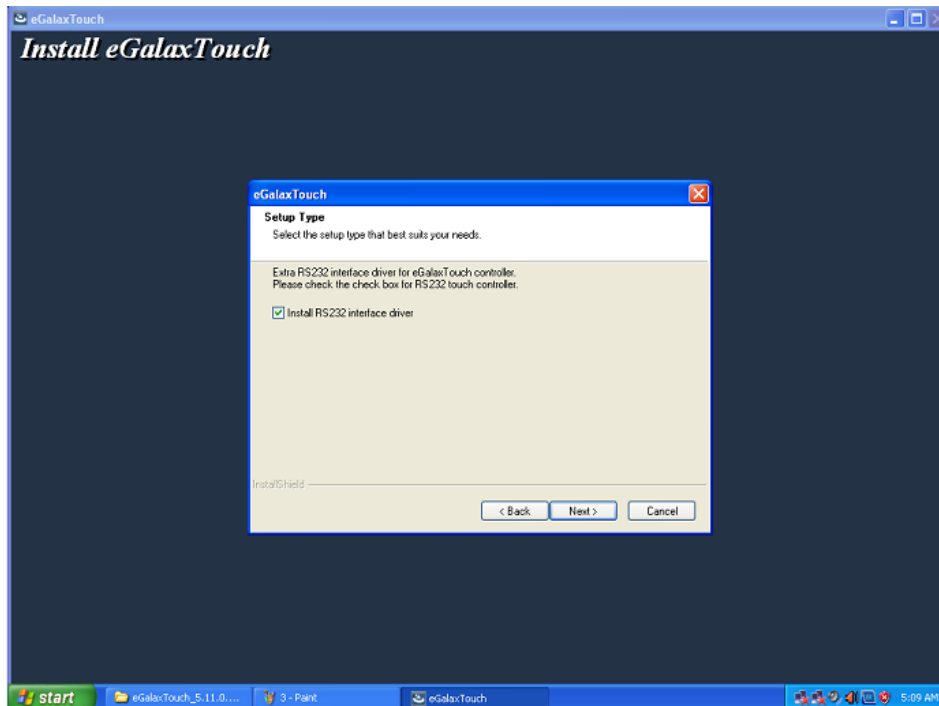 eGalaxTouch
Install eGalaxTouch
eGalaxTouch
Setup Type
Select the setup type that best suits your needs.
Extra RS232 interface driver for eGalaxTouch controller.
Please check the check box for RS232 touch controller.
Install RS232 interface driver
InstallShield
< Back
Next >
Cancel
start
eGalaxTouch_5.11.0....
3 - Paint
eGalaxTouch
5:09 AM